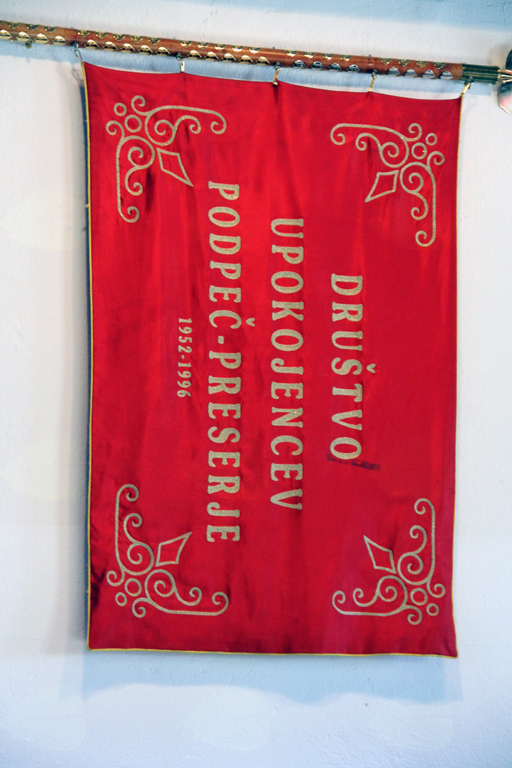 DRUŠTVO
UPOKOJENCEV
PODPEČ-PRESERJE
1952-1996